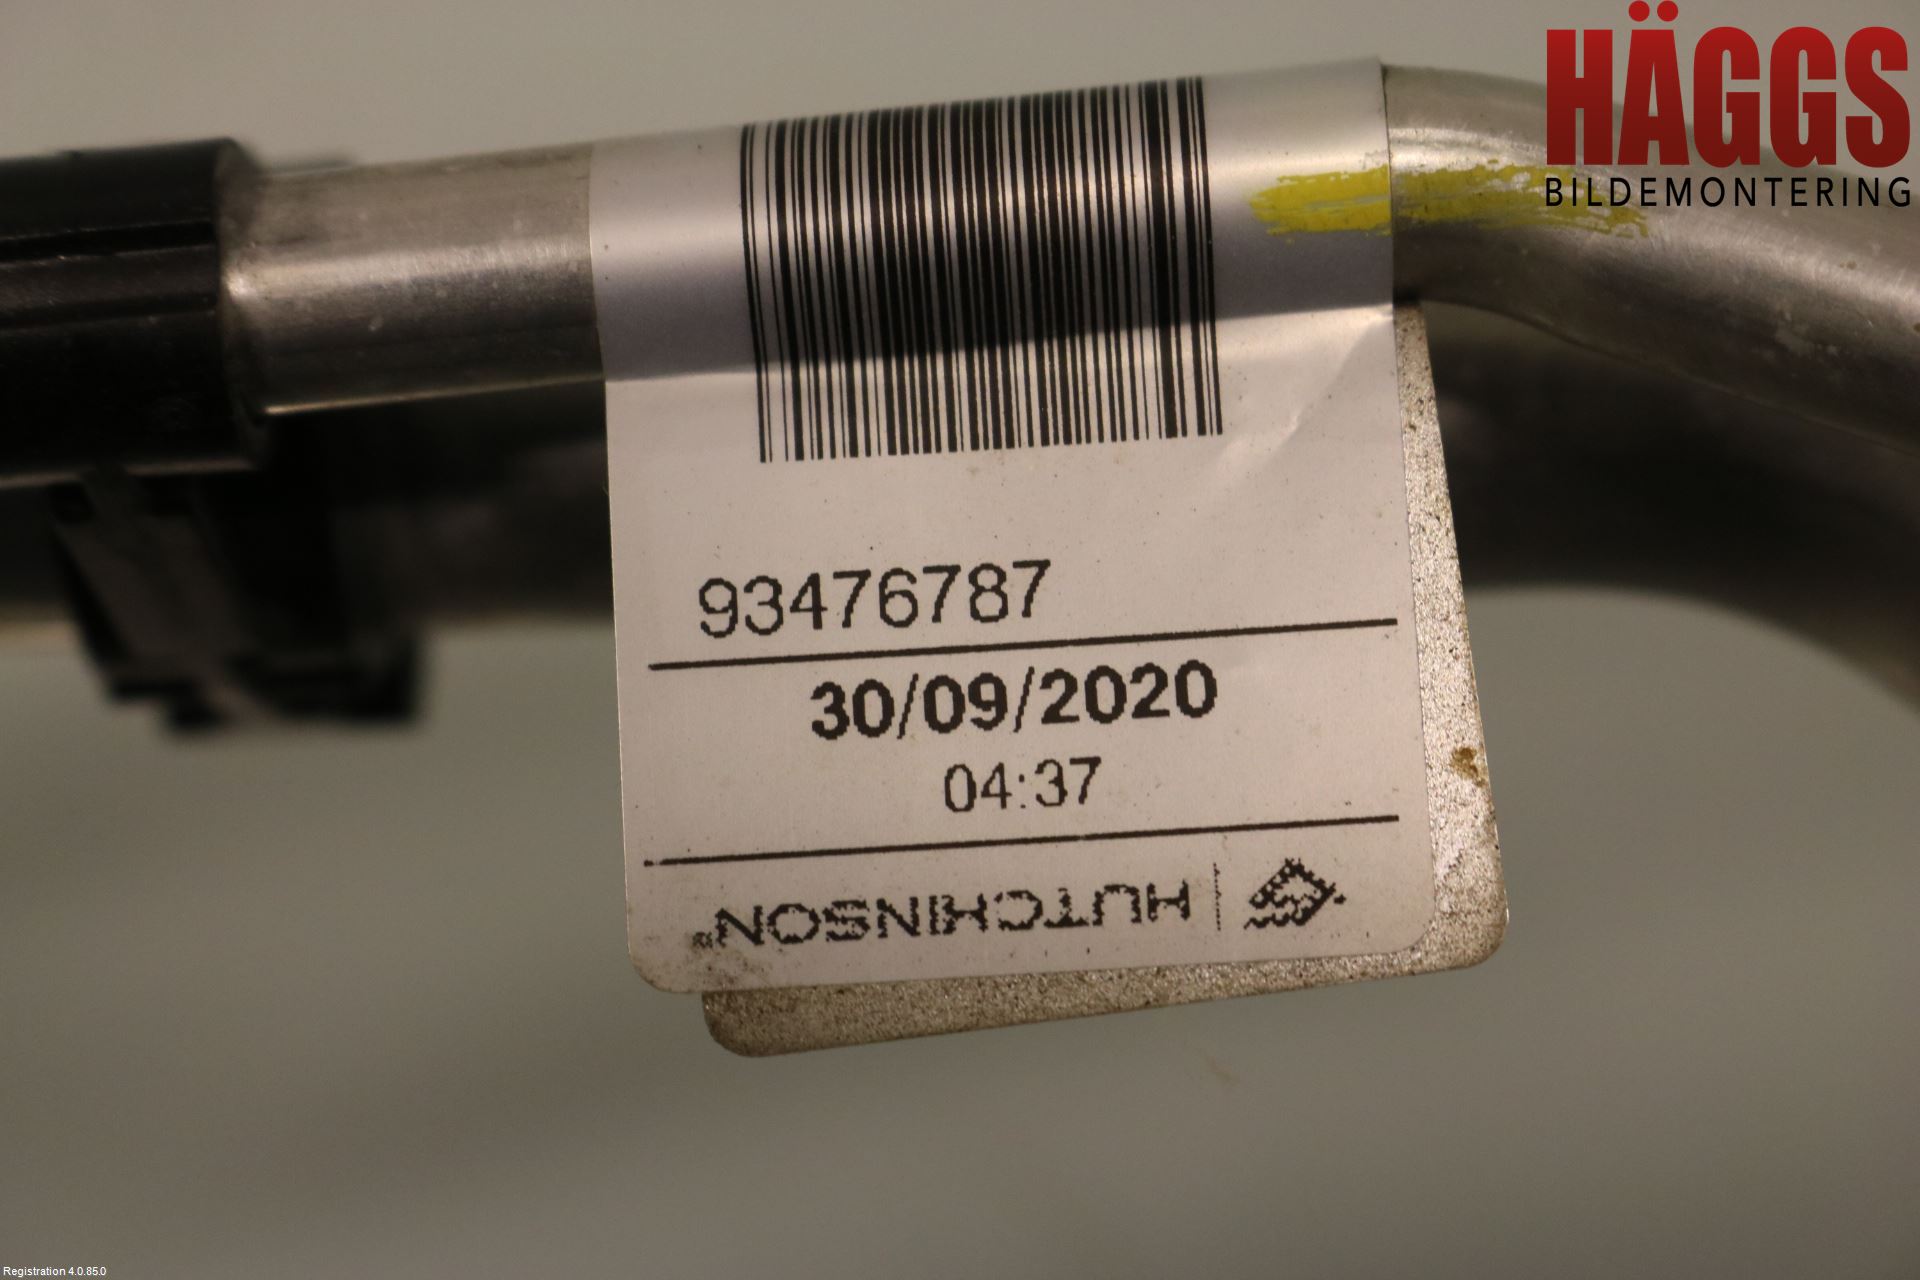 HÄGGS
BILDEMONTERING
93476787
30/09/2020
04:37
HUTCHINSON
Registration 4.0.85.0